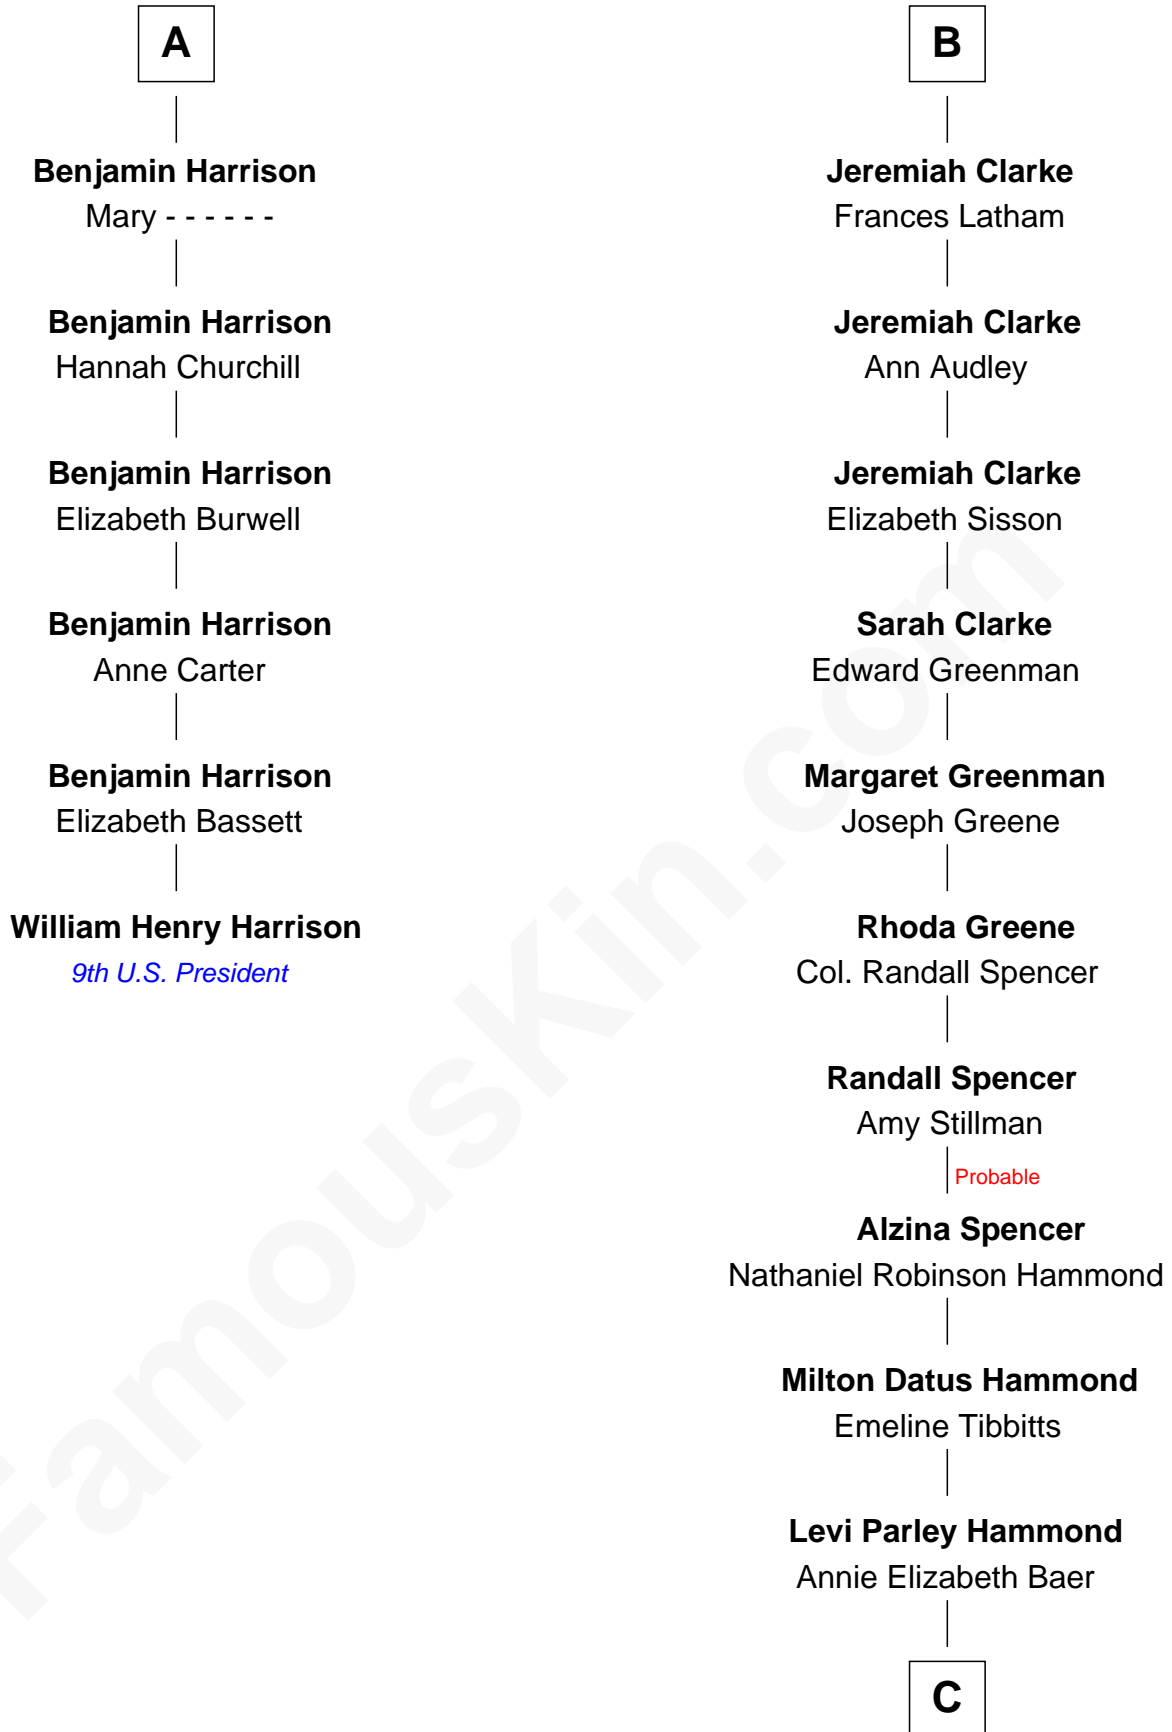 A
Benjamin Harrison
Mary - - - - - -
Benjamin Harrison
Hannah Churchill
Benjamin Harrison
Elizabeth Burwell
Benjamin Harrison
Anne Carter
Benjamin Harrison
Elizabeth Bassett
William Henry Harrison
9th U.S. President
B
Jeremiah Clarke
Frances Latham
Jeremiah Clarke
Ann Audley
Jeremiah Clarke
Elizabeth Sisson
Sarah Clarke
Edward Greenman
Margaret Greenman
Joseph Greene
Rhoda Greene
Col. Randall Spencer
Randall Spencer
Amy Stillman
Probable
Alzina Spencer
Nathaniel Robinson Hammond
Milton Datus Hammond
Emeline Tibbitts
Levi Parley Hammond
Annie Elizabeth Baer
C
FamousKin.com